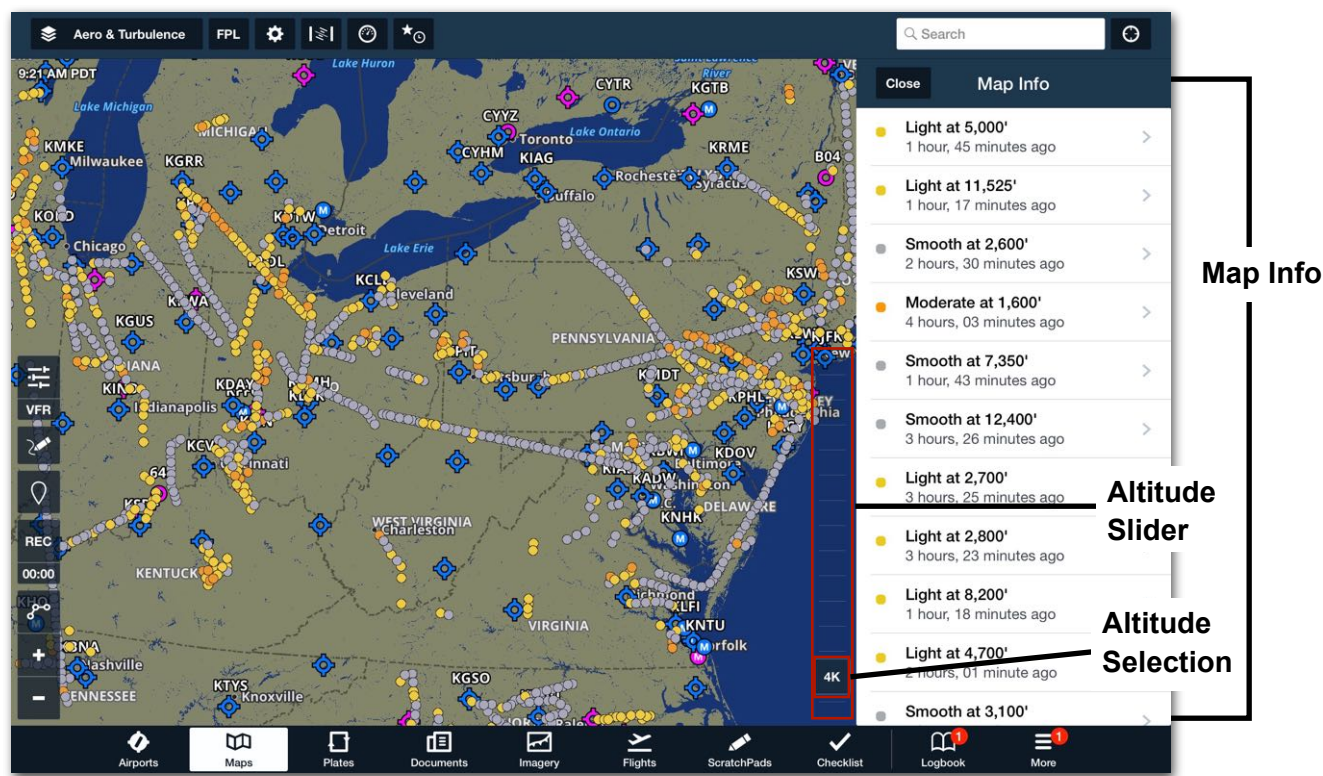 Aero & Turbulence
FPL
Search
9:21 AM PDT
Close
Map Info
Lake Huron
River
CYTR
KGTB
M
Lake Michigan
CYYZ
Toronto
Lake Ontario
KMKE
Milwaukee
KGRR
CYHM
KIAG
KRME
B04
Rochester
Syracuse
Chicago
Detroit
Lake Erie
KSW
KGUS
PENNSYLVANIA
KDAY
Indianapolis
KPHL
KDOV
Baltimore
KADW
Washington
DELAWARE
KNHK
M
WEST VIRGINIA
Charleston
KENTUCK
Richmond
VIRGINIA
KNTU
Norfolk
Nashville
KTYS
Knoxville
KGSO
VFR
REC
00:00
+
−
4K
Light at 5,000'
1 hour, 45 minutes ago
Light at 11,525'
1 hour, 17 minutes ago
Smooth at 2,600'
2 hours, 30 minutes ago
Moderate at 1,600'
4 hours, 03 minutes ago
Smooth at 7,350'
1 hour, 43 minutes ago
Smooth at 12,400'
3 hours, 26 minutes ago
Light at 2,700'
3 hours, 25 minutes ago
Light at 2,800'
3 hours, 23 minutes ago
Light at 8,200'
1 hour, 18 minutes ago
Light at 4,700'
2 hours, 01 minute ago
Smooth at 3,100'
Map Info
Altitude
Slider
Altitude
Selection
Airports
Maps
Plates
Documents
Imagery
Flights
ScratchPads
Checklist
Logbook
1
More
1